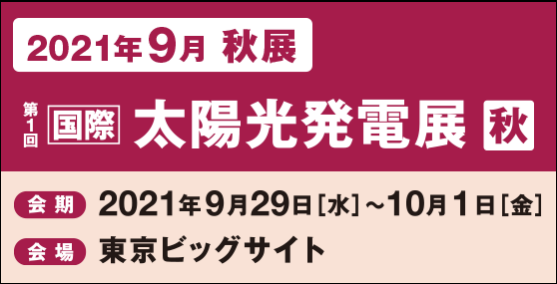 2021年9月 秋展
第1回 国際 太陽光発電展 秋
会期 2021年9月29日[水]~10月1日[金]
会場 東京ビッグサイト